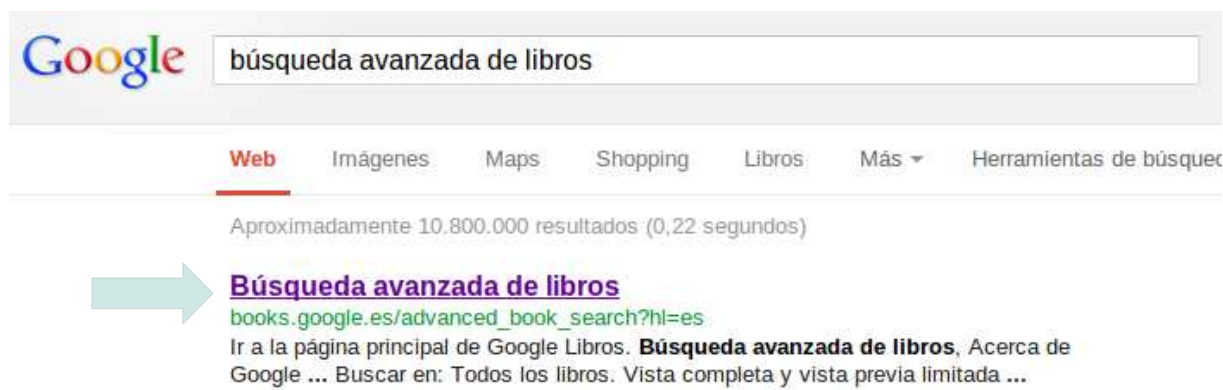 Google búsqueda avanzada de libros
Web Imágenes Maps Shopping Libros Más Herramientas de búsqued
Aproximadamente 10.800.000 resultados (0,22 segundos)
Búsqueda avanzada de libros
books.google.es/advanced_book_search?hl=es
Ir a la página principal de Google Libros. Búsqueda avanzada de libros, Acerca de
Google ... Buscar en: Todos los libros. Vista completa y vista previa limitada ...